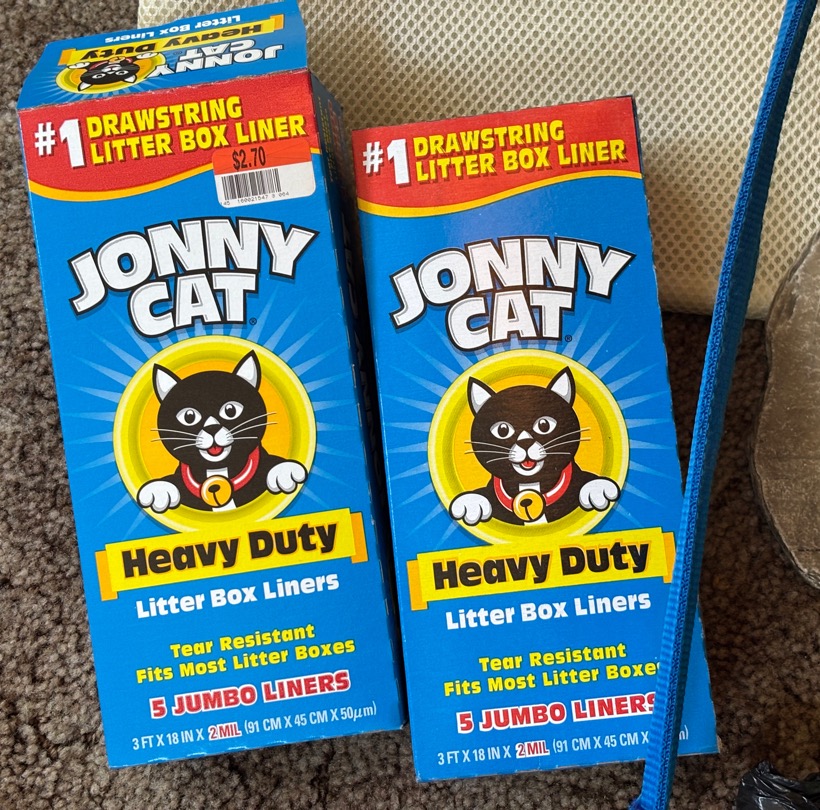 Litter Box Liners
Heavy Duty
JONNY
CAT
#1 DRAWSTRING
LITTER BOX LINER
$2.70
JONNY
CAT
Heavy Duty
Litter Box Liners
Tear Resistant
Fits Most Litter Boxes
5 JUMBO LINERS
3 FT X 18 IN X 2 MIL (91 CM X 45 CM X 50μm)
#1 DRAWSTRING
LITTER BOX LINER
JONNY
CAT
Heavy Duty
Litter Box Liners
Tear Resistant
Fits Most Litter Boxes
5 JUMBO LINERS
3 FT X 18 IN X 2 MIL (91 CM X 45 CM X